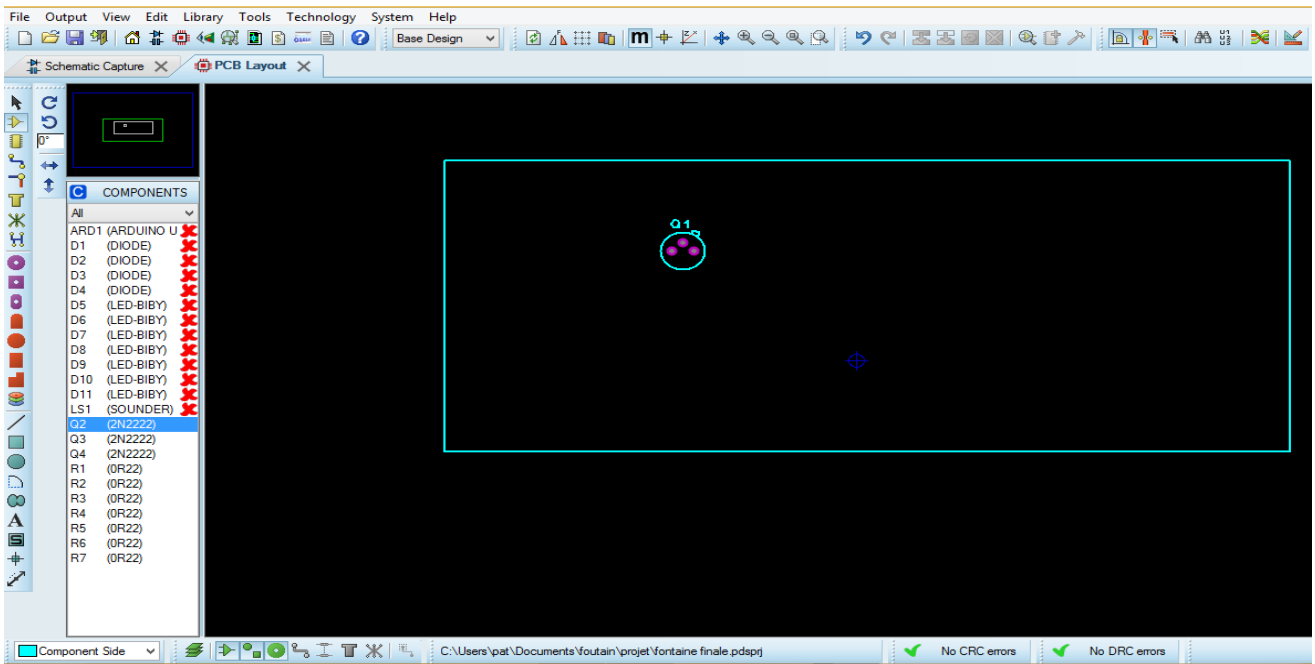 File Output View Edit Library Tools Technology System Help
Base Design
Schematic Capture PCB Layout
0°
COMPONENTS
All
ARD1 (ARDUINO U
D1 (DIODE)
D2 (DIODE)
D3 (DIODE)
D4 (DIODE)
D5 (LED-BIBY)
D6 (LED-BIBY)
D7 (LED-BIBY)
D8 (LED-BIBY)
D9 (LED-BIBY)
D10 (LED-BIBY)
D11 (LED-BIBY)
LS1 (SOUNDER)
Q2 (2N2222)
Q3 (2N2222)
Q4 (2N2222)
R1 (0R22)
R2 (0R22)
R3 (0R22)
R4 (0R22)
R5 (0R22)
R6 (0R22)
R7 (0R22)
Q1
Component Side
C:\Users\pat\Documents\foutain\projet\fontaine finale.pdsprj
No CRC errors
No DRC errors